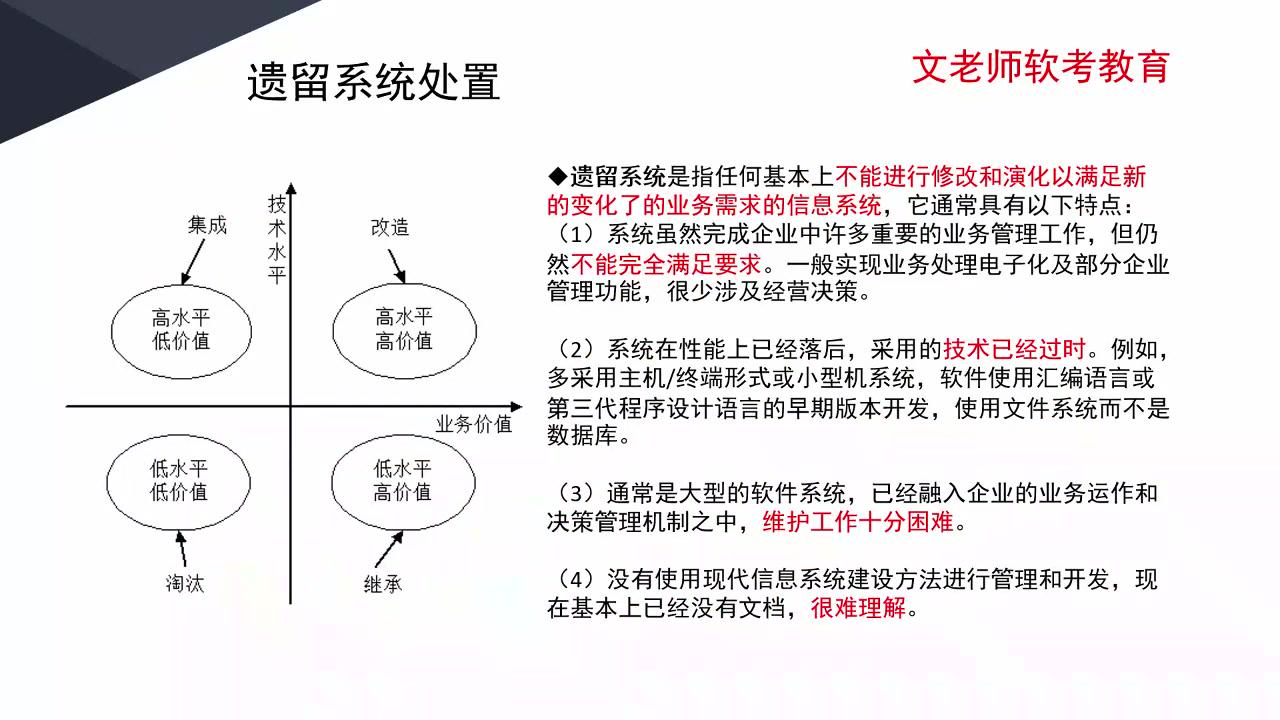 遗留系统处置
文老师软考教育
技术水平
集成
改造
高水平
低价值
高水平
高价值
业务价值
低水平
低价值
低水平
高价值
淘汰
继承
◆遗留系统是指任何基本上不能进行修改和演化以满足新
的变化了的业务需求的信息系统，它通常具有以下特点：
（1）系统虽然完成企业中许多重要的业务管理工作，但仍
然不能完全满足要求。一般实现业务处理电子化及部分企业
管理功能，很少涉及经营决策。
（2）系统在性能上已经落后，采用的技术已经过时。例如，
多采用主机/终端形式或小型机系统，软件使用汇编语言或
第三代程序设计语言的早期版本开发，使用文件系统而不是
数据库。
（3）通常是大型的软件系统，已经融入企业的业务运作和
决策管理机制之中，维护工作十分困难。
（4）没有使用现代信息系统建设方法进行管理和开发，现
在基本上已经没有文档，很难理解。